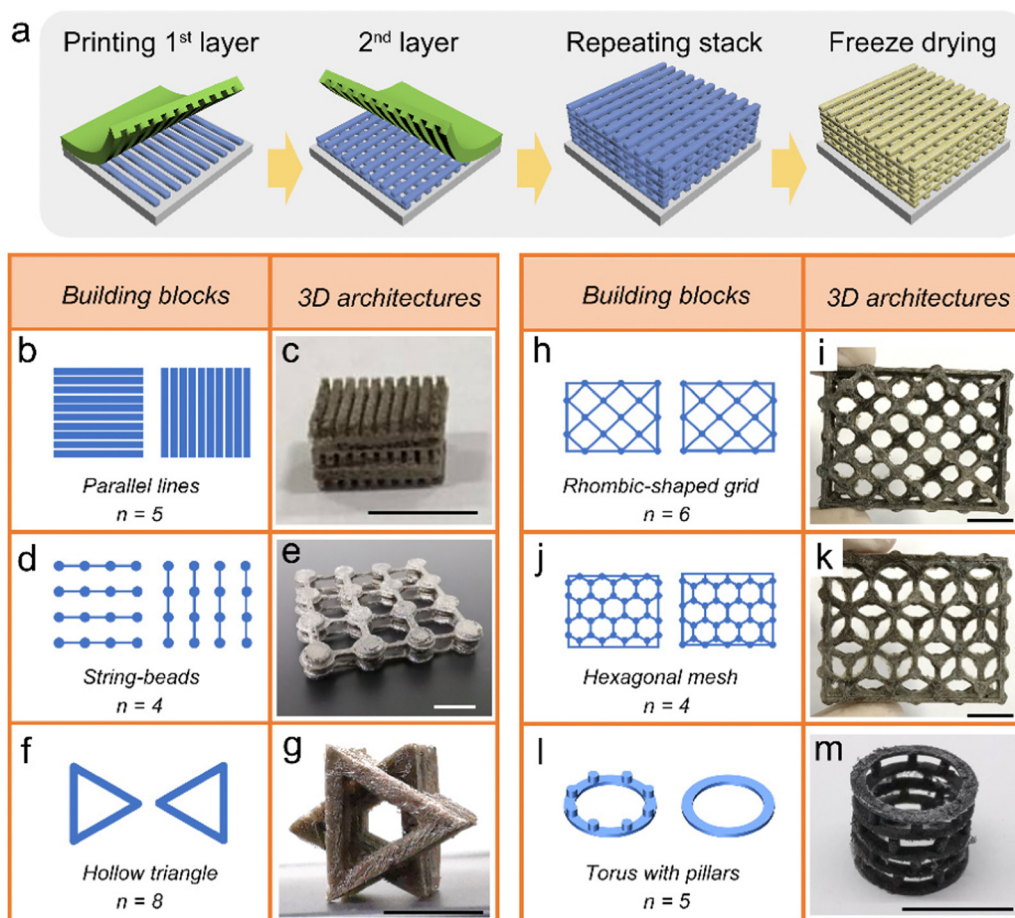 a
Printing 1st layer
2nd layer
Repeating stack
Freeze drying
Building blocks
3D architectures
b
Parallel lines
n = 5
c
d
String-beads
n = 4
e
f
Hollow triangle
n = 8
g
Building blocks
3D architectures
h
Rhombic-shaped grid
n = 6
i
j
Hexagonal mesh
n = 4
k
l
Torus with pillars
n = 5
m